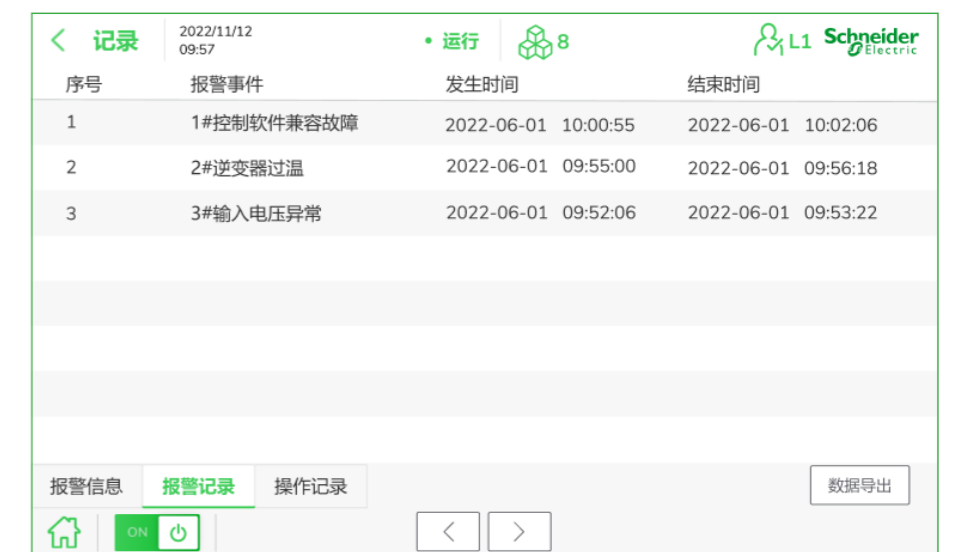 记录 2022/11/12 运行 8 L1 Schneider
09:57 Electric
序号 报警事件 发生时间 结束时间
1 1#控制软件兼容故障 2022-06-01 10:00:55 2022-06-01 10:02:06
2 2#逆变器过温 2022-06-01 09:55:00 2022-06-01 09:56:18
3 3#输入电压异常 2022-06-01 09:52:06 2022-06-01 09:53:22
报警信息 报警记录 操作记录 数据导出
ON